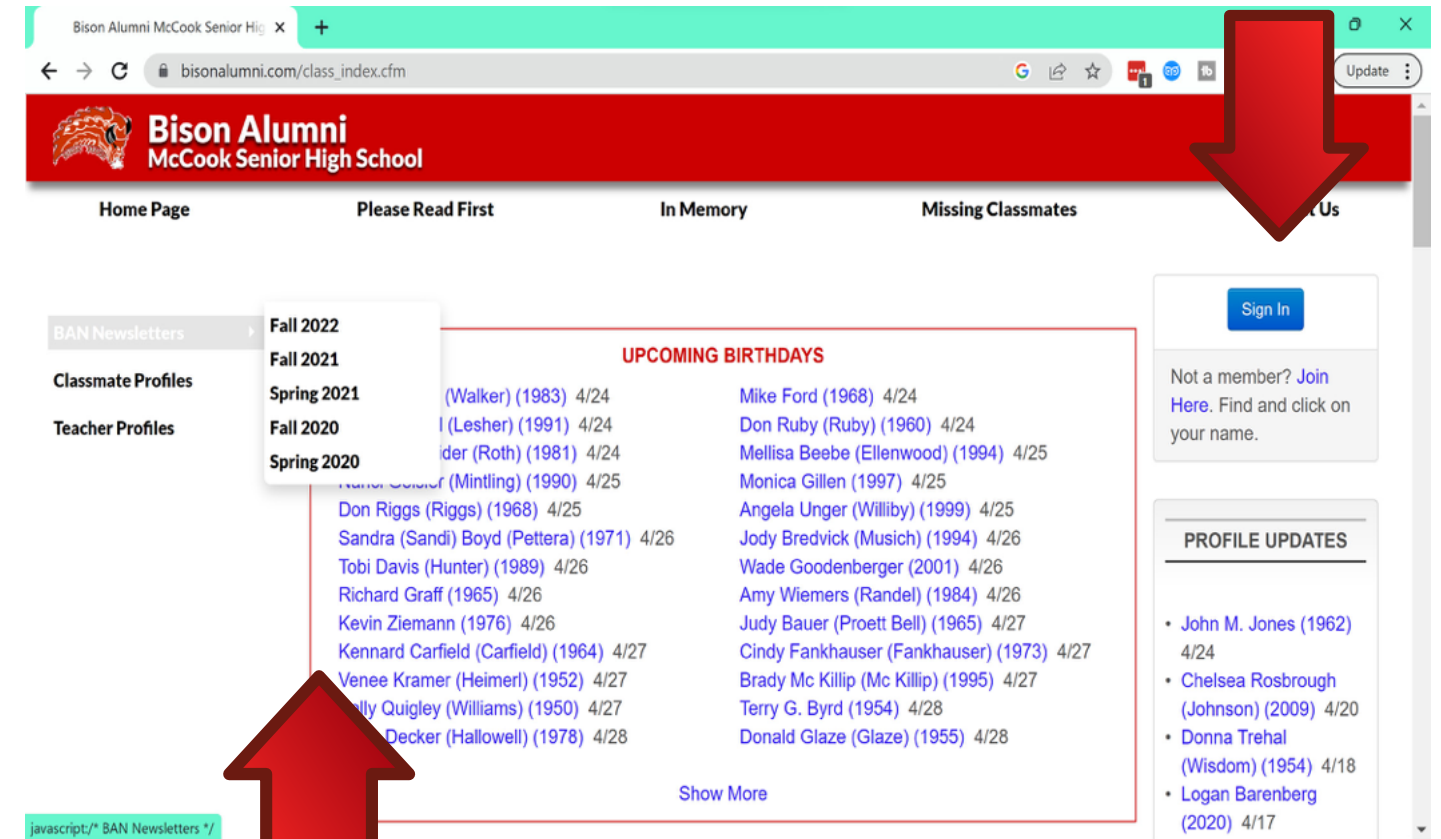 Bison Alumni McCook Senior Hig
bisonalumni.com/class_index.cfm
1
Update
Bison Alumni
McCook Senior High School
Home Page
Please Read First
In Memory
Missing Classmates
Us
BAN Newsletters
Classmate Profiles
Teacher Profiles
Fall 2022
Fall 2021
Spring 2021
Fall 2020
Spring 2020
UPCOMING BIRTHDAYS
(Walker) (1983) 4/24
(Lesher) (1991) 4/24
(Roth) (1981) 4/24
(Mintling) (1990) 4/25
Don Riggs (Riggs) (1968) 4/25
Sandra (Sandi) Boyd (Pettera) (1971) 4/26
Tobi Davis (Hunter) (1989) 4/26
Richard Graff (1965) 4/26
Kevin Ziemann (1976) 4/26
Kennard Carfield (Carfield) (1964) 4/27
Venee Kramer (Heimerl) (1952) 4/27
Quigley (Williams) (1950) 4/27
Decker (Hallowell) (1978) 4/28
Mike Ford (1968) 4/24
Don Ruby (Ruby) (1960) 4/24
Mellisa Beebe (Ellenwood) (1994) 4/25
Monica Gillen (1997) 4/25
Angela Unger (Williby) (1999) 4/25
Jody Bredvick (Musich) (1994) 4/26
Wade Goodenberger (2001) 4/26
Amy Wiemers (Randel) (1984) 4/26
Judy Bauer (Proett Bell) (1965) 4/27
Cindy Fankhauser (Fankhauser) (1973) 4/27
Brady Mc Killip (Mc Killip) (1995) 4/27
Terry G. Byrd (1954) 4/28
Donald Glaze (Glaze) (1955) 4/28
Show More
Sign In
Not a member? Join
Here. Find and click on
your name.
PROFILE UPDATES
• John M. Jones (1962)
4/24
• Chelsea Rosbrough
(Johnson) (2009) 4/20
• Donna Trehal
(Wisdom) (1954) 4/18
• Logan Barenberg
(2020) 4/17
javascript:/* BAN Newsletters */